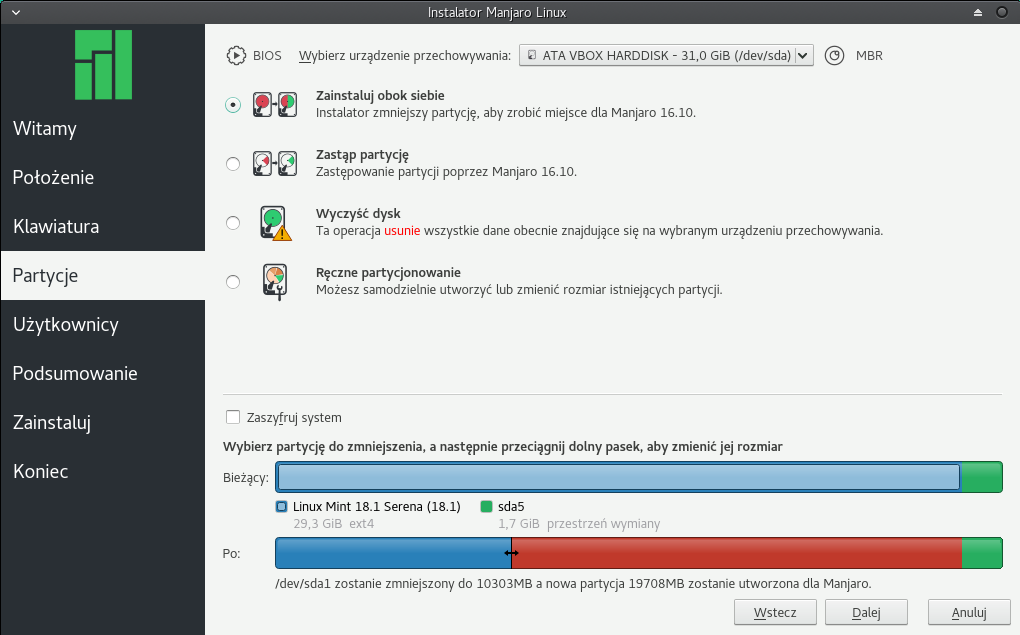 Instalator Manjaro Linux
Witamy
Położenie
Klawiatura
Partycje
Użytkownicy
Podsumowanie
Zainstaluj
Koniec
BIOS Wybierz urządzenie przechowywania: ATA VBOX HARDDISK - 31,0 GiB (/dev/sda) MBR
Zainstaluj obok siebie
Instalator zmniejszy partycję, aby zrobić miejsce dla Manjaro 16.10.
Zastąp partycję
Zastępowanie partycji poprzez Manjaro 16.10.
Wyczyść dysk
Ta operacja usunie wszystkie dane obecnie znajdujące się na wybranym urządzeniu przechowywania.
Ręczne partycjonowanie
Możesz samodzielnie utworzyć lub zmienić rozmiar istniejących partycji.
Zaszyfruj system
Wybierz partycję do zmniejszenia, a następnie przeciągnij dolny pasek, aby zmienić jej rozmiar
Bieżący:
Linux Mint 18.1 Serena (18.1) sda5
29,3 GiB ext4 1,7 GiB przestrzeń wymiany
Po:
/dev/sda1 zostanie zmniejszony do 10303MB a nowa partycja 19708MB zostanie utworzona dla Manjaro.
Wstecz Dalej Anuluj